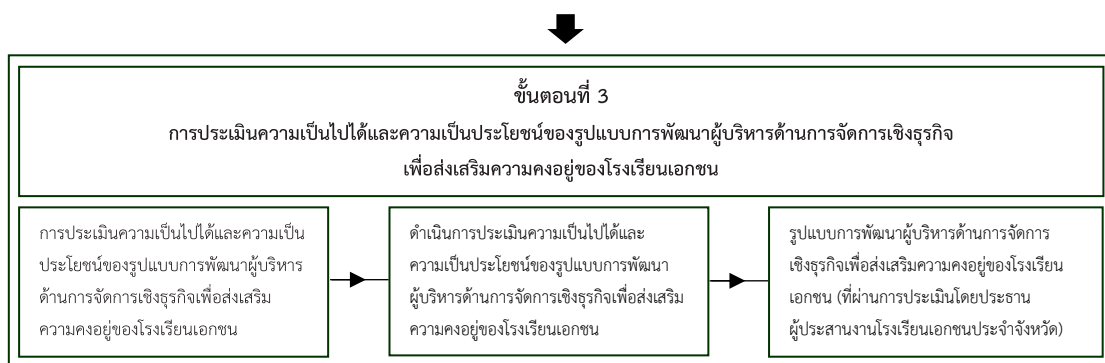 ขั้นตอนที่ 3
การประเมินความเป็นไปได้และความเป็นประโยชน์ของรูปแบบการพัฒนาผู้บริหารด้านการจัดการเชิงธุรกิจ
เพื่อส่งเสริมความคงอยู่ของโรงเรียนเอกชน
การประเมินความเป็นไปได้และความเป็น
ประโยชน์ของรูปแบบการพัฒนาผู้บริหาร
ด้านการจัดการเชิงธุรกิจเพื่อส่งเสริม
ความคงอยู่ของโรงเรียนเอกชน
ดำเนินการประเมินความเป็นไปได้และ
ความเป็นประโยชน์ของรูปแบบการพัฒนา
ผู้บริหารด้านการจัดการเชิงธุรกิจเพื่อส่งเสริม
ความคงอยู่ของโรงเรียนเอกชน
รูปแบบการพัฒนาผู้บริหารด้านการจัดการ
เชิงธุรกิจเพื่อส่งเสริมความคงอยู่ของโรงเรียน
เอกชน (ที่ผ่านการประเมินโดยประธาน
ผู้ประสานงานโรงเรียนเอกชนประจำจังหวัด)